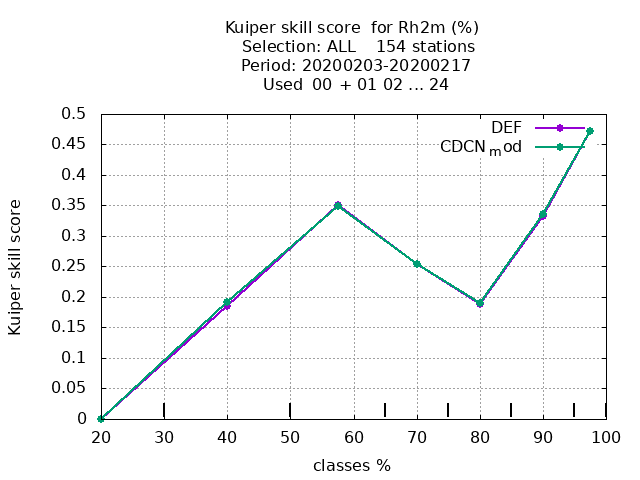 Kuiper skill score for Rh2m (%)
Selection: ALL 154 stations
Period: 20200203-20200217
Used 00 + 01 02 ... 24
DEF
CDCN_mod
0.5
0.45
0.4
0.35
0.3
0.25
0.2
0.15
0.1
0.05
0
Kuiper skill score
20 30 40 50 60 70 80 90 100
classes %